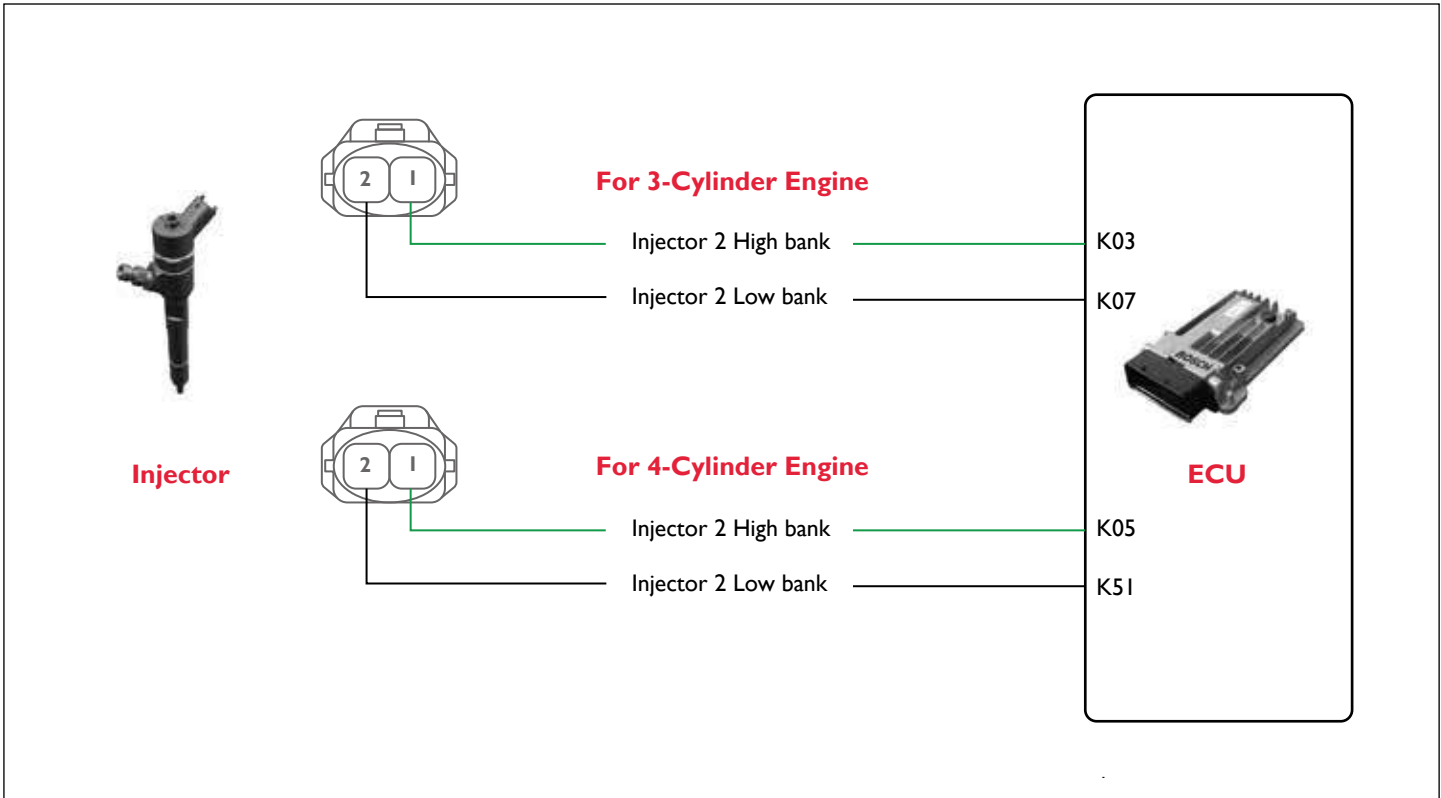 2 1
For 3-Cylinder Engine
Injector 2 High bank
K03
Injector 2 Low bank
K07
BOSCH
Injector
2 1
For 4-Cylinder Engine
ECU
Injector 2 High bank
K05
Injector 2 Low bank
K51